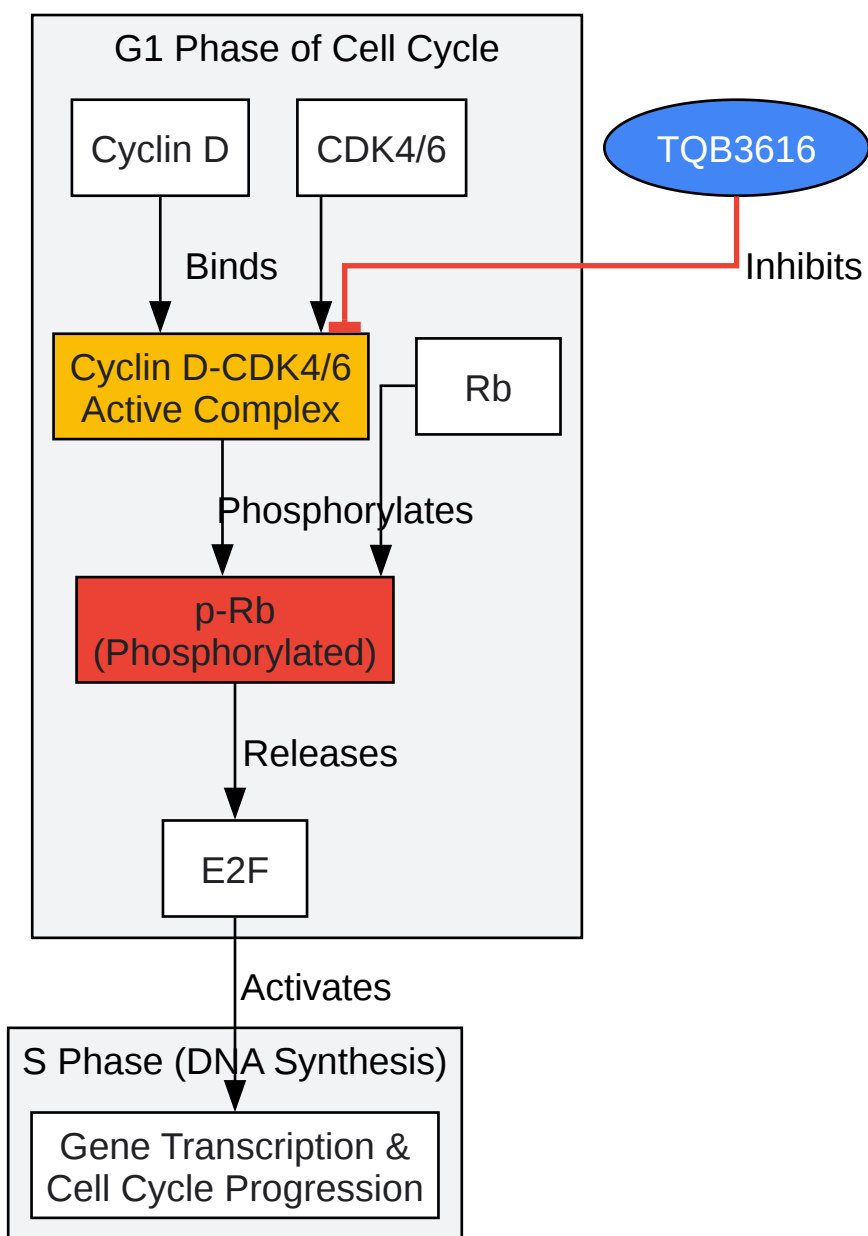 G1 Phase of Cell Cycle
Cyclin D
CDK4/6
TQB3616
Binds
Inhibits
Cyclin D-CDK4/6
Active Complex
Rb
Phosphorylates
p-Rb
(Phosphorylated)
Releases
E2F
Activates
S Phase (DNA Synthesis)
Gene Transcription &
Cell Cycle Progression